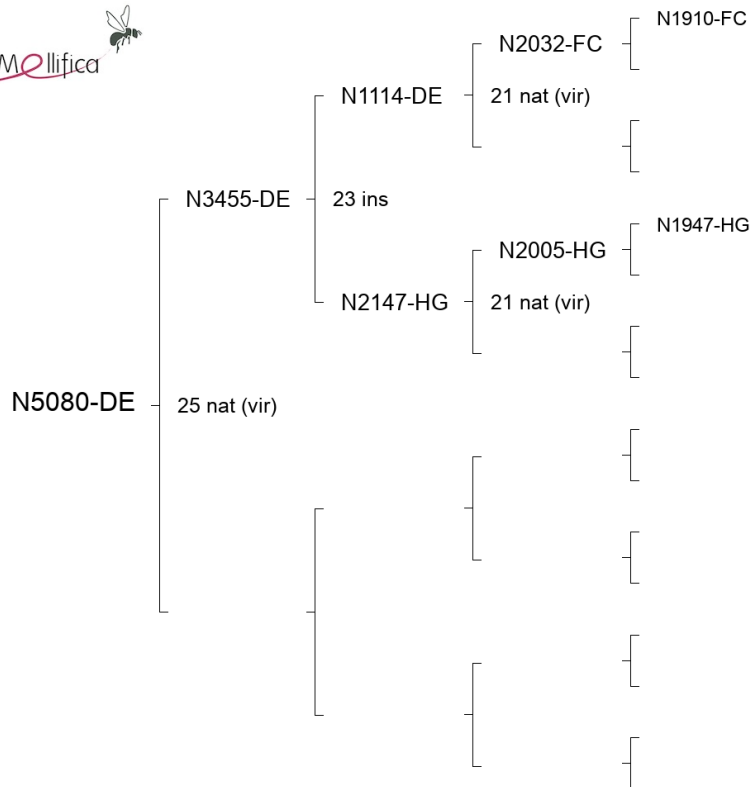 Mellifica
N1910-FC
N2032-FC
N1114-DE
21 nat (vir)
N3455-DE
23 ins
N1947-HG
N2005-HG
N2147-HG
21 nat (vir)
N5080-DE
25 nat (vir)